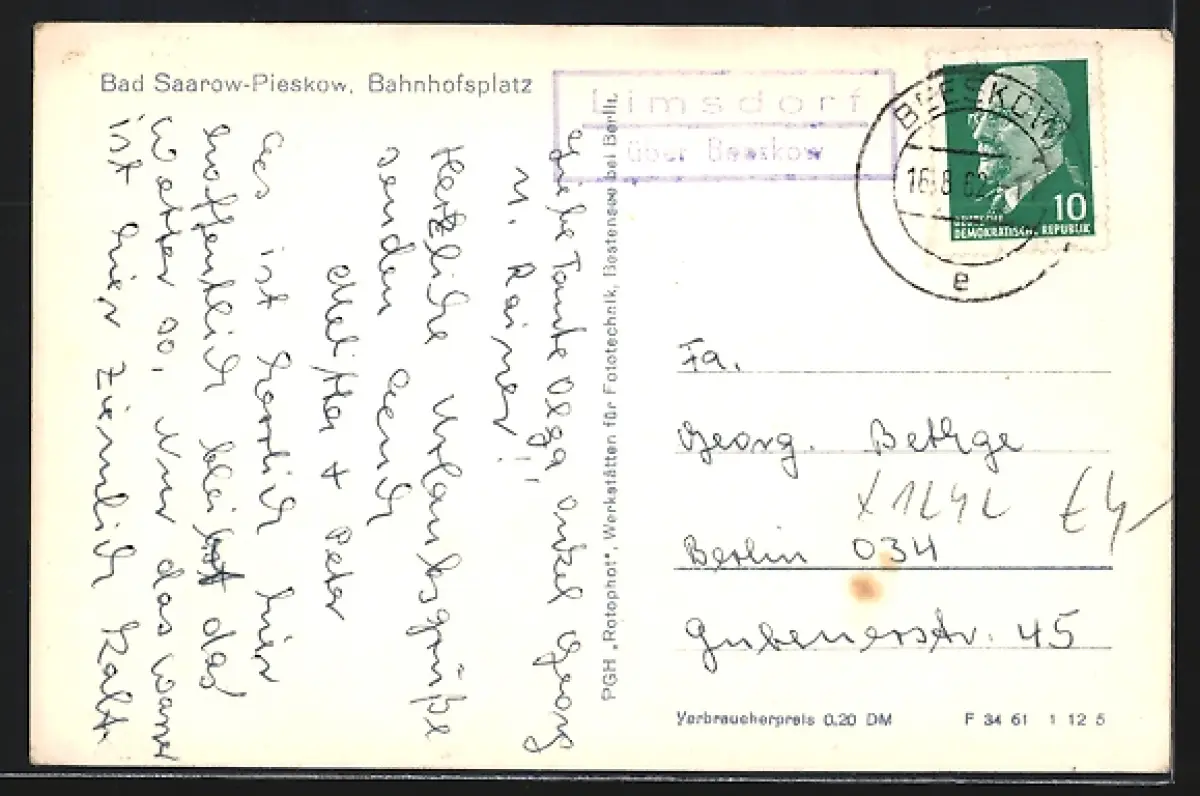 Bad Saarow-Pieskow, Bahnhofsplatz
Limsdorf
über Beeskow
BEESKOW
16.8.62
e
10
DEUTSCHE
DEMOKRATISCHE REPUBLIK
Liebe Tante Olga Onkel Georg
u. Rainer!
Herzliche Urlaubsgrüße
senden Euch
Melitta + Peter
Es ist herrlich hier
hoffentlich bleibt das
Wetter so, Nur das Wasser
ist hier ziemlich kalt.
PGH „Rotophot", Werkstätten für Fototechnik, Bestensee bei Berlin.
Fa.
Georg. Bethge
Berlin 034
Gubenerstr. 45
Verbraucherpreis 0,20 DM
F 34 61 1 12 5